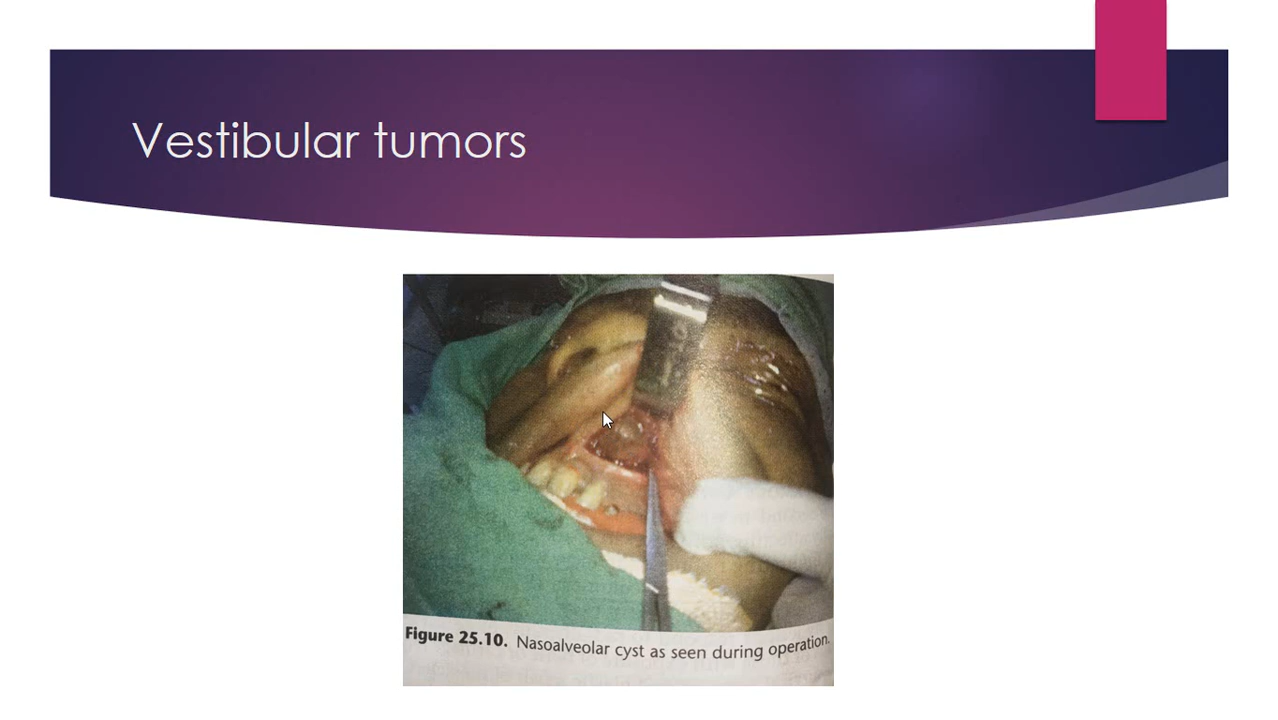 Vestibular tumors
Figure 25.10. Nasoalveolar cyst as seen during operation.